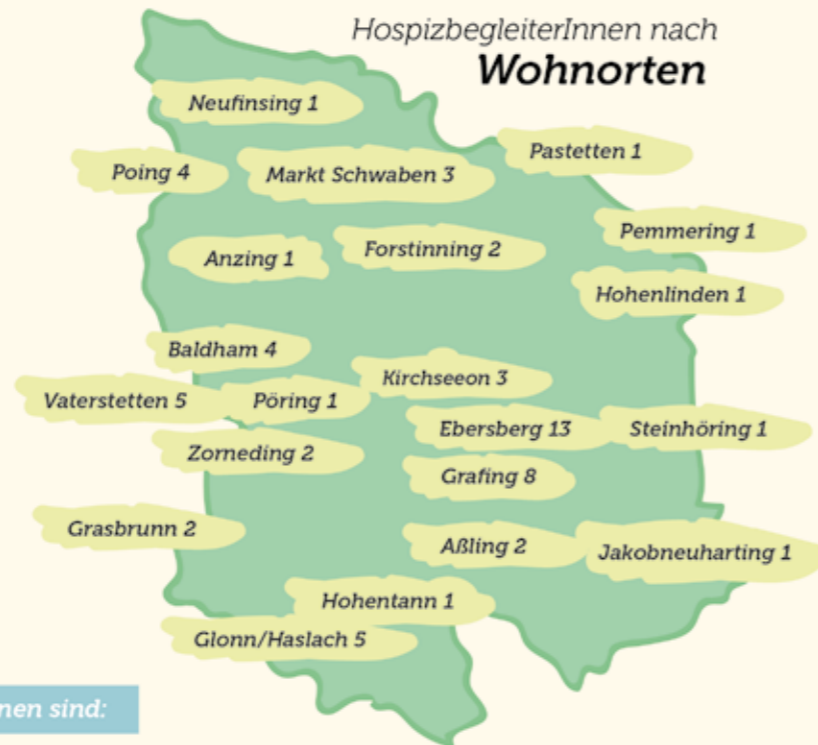 HospizbegleiterInnen nach
Wohnorten
Neufinsing 1
Pastetten 1
Poing 4
Markt Schwaben 3
Pemmering 1
Anzing 1
Forstinning 2
Hohenlinden 1
Baldham 4
Kirchseeon 3
Vaterstetten 5
Pöring 1
Ebersberg 13
Steinhöring 1
Zorneding 2
Grafing 8
Grasbrunn 2
Aßling 2
Jakobneuharting 1
Hohentann 1
Glonn/Haslach 5
nen sind: